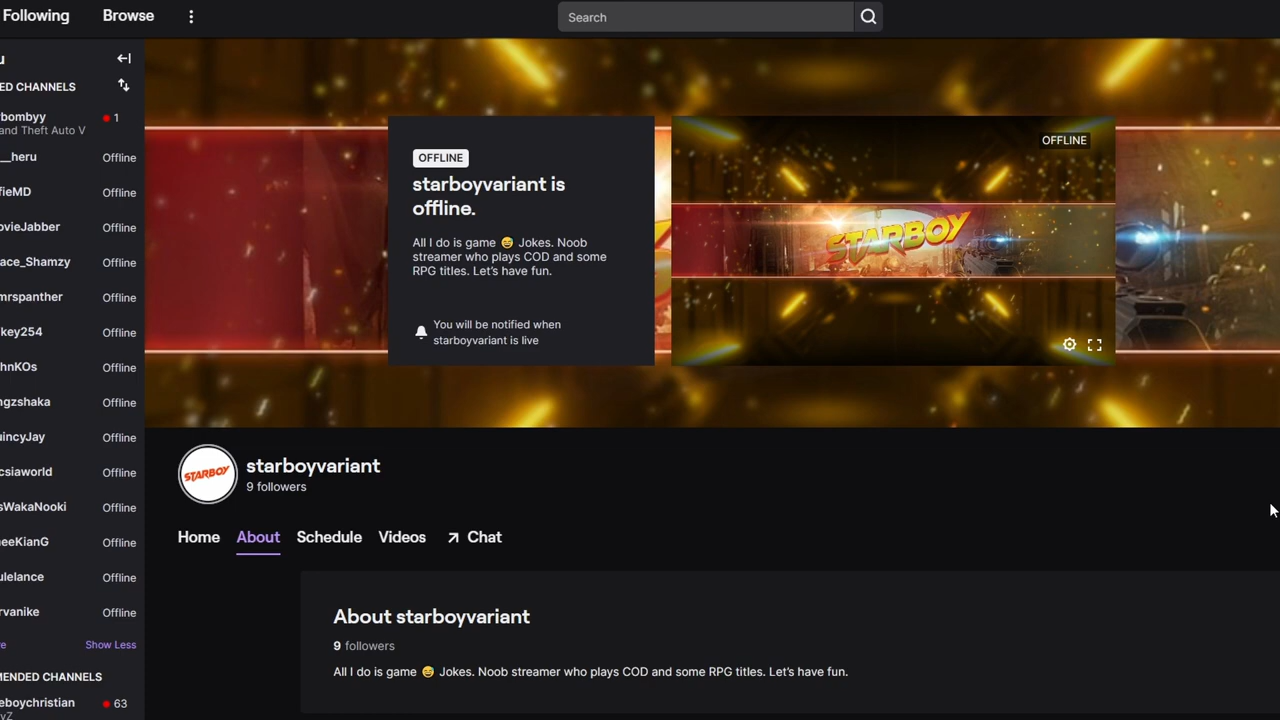 Following Browse
Search
ED CHANNELS
bombyy 1
and Theft Auto V
__heru Offline
fieMD Offline
ovieJabber Offline
ace_Shamzy Offline
mrspanther Offline
key254 Offline
hnKOs Offline
ngzshaka Offline
uincyJay Offline
csiaworld Offline
sWakaNooki Offline
eeKianG Offline
ulelance Offline
rvanike Offline
Show Less
MENDED CHANNELS
eboychristian 63
OFFLINE
starboyvariant is
offline.
All I do is game 😅 Jokes. Noob
streamer who plays COD and some
RPG titles. Let's have fun.
You will be notified when
starboyvariant is live
OFFLINE
STARBOY
STARBOY
starboyvariant
9 followers
Home About Schedule Videos Chat
About starboyvariant
9 followers
All I do is game 😅 Jokes. Noob streamer who plays COD and some RPG titles. Let's have fun.